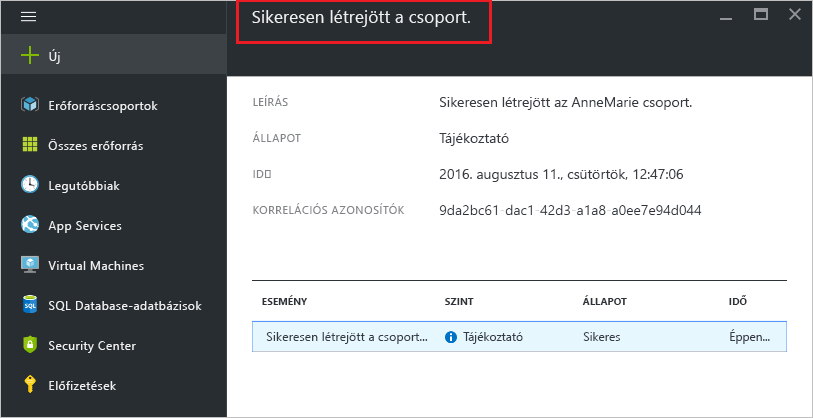 Sikeresen létrejött a csoport.
Új
Erőforráscsoportok
Összes erőforrás
Legutóbbiak
App Services
Virtual Machines
SQL Database-adatbázisok
Security Center
Előfizetések
LEÍRÁS Sikeresen létrejött az AnneMarie csoport.
ÁLLAPOT Tájékoztató
ID▯ 2016. augusztus 11., csütörtök, 12:47:06
KORRELÁCIÓS AZONOSÍTÓK 9da2bc61-dac1-42d3-a1a8-a0ee7e94d044
ESEMÉNY SZINT ÁLLAPOT IDŐ
Sikeresen létrejött a csoport... Tájékoztató Sikeres Éppen...